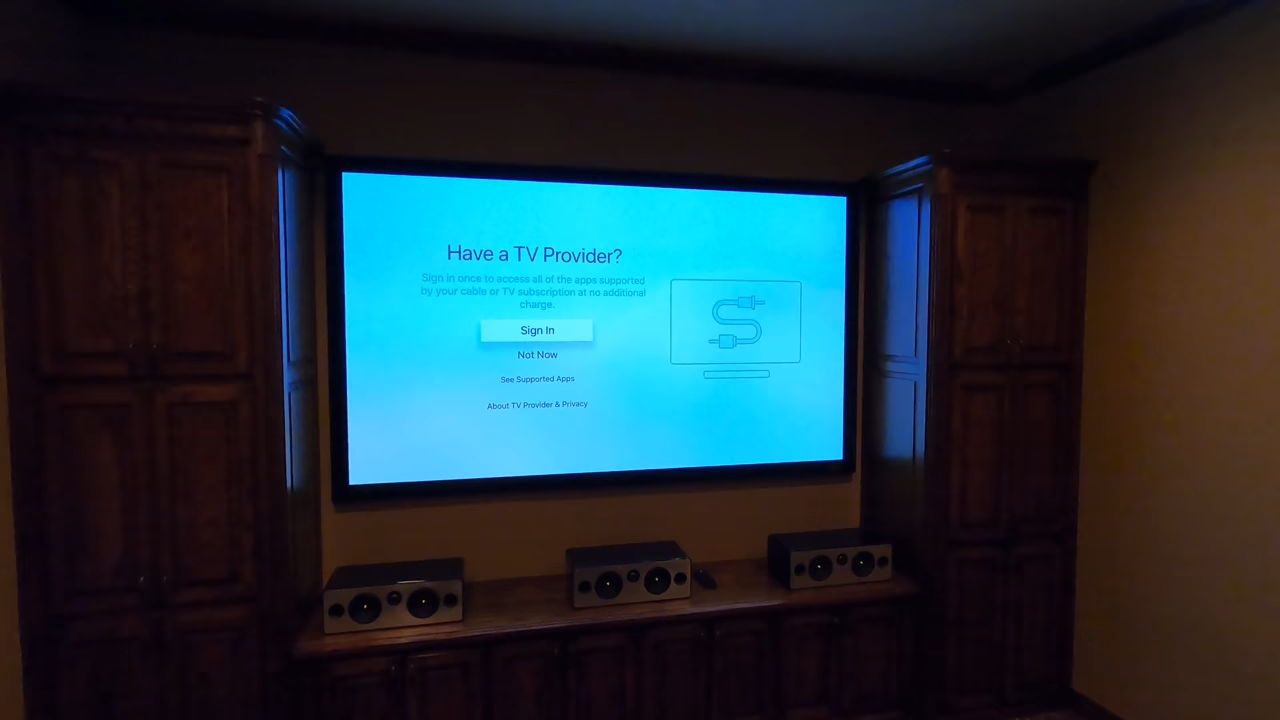 Have a TV Provider?
Sign in once to access all of the apps supported
by your cable or TV subscription at no additional
charge.
Sign In
Not Now
See Supported Apps
About TV Provider & Privacy